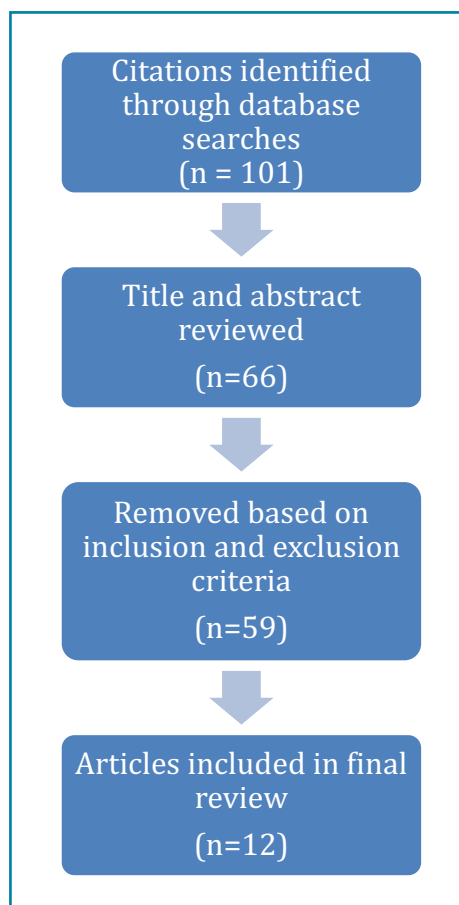 Citations identified
through database
searches
(n = 101)
Title and abstract
reviewed
(n=66)
Removed based on
inclusion and exclusion
criteria
(n=59)
Articles included in final
review
(n=12)